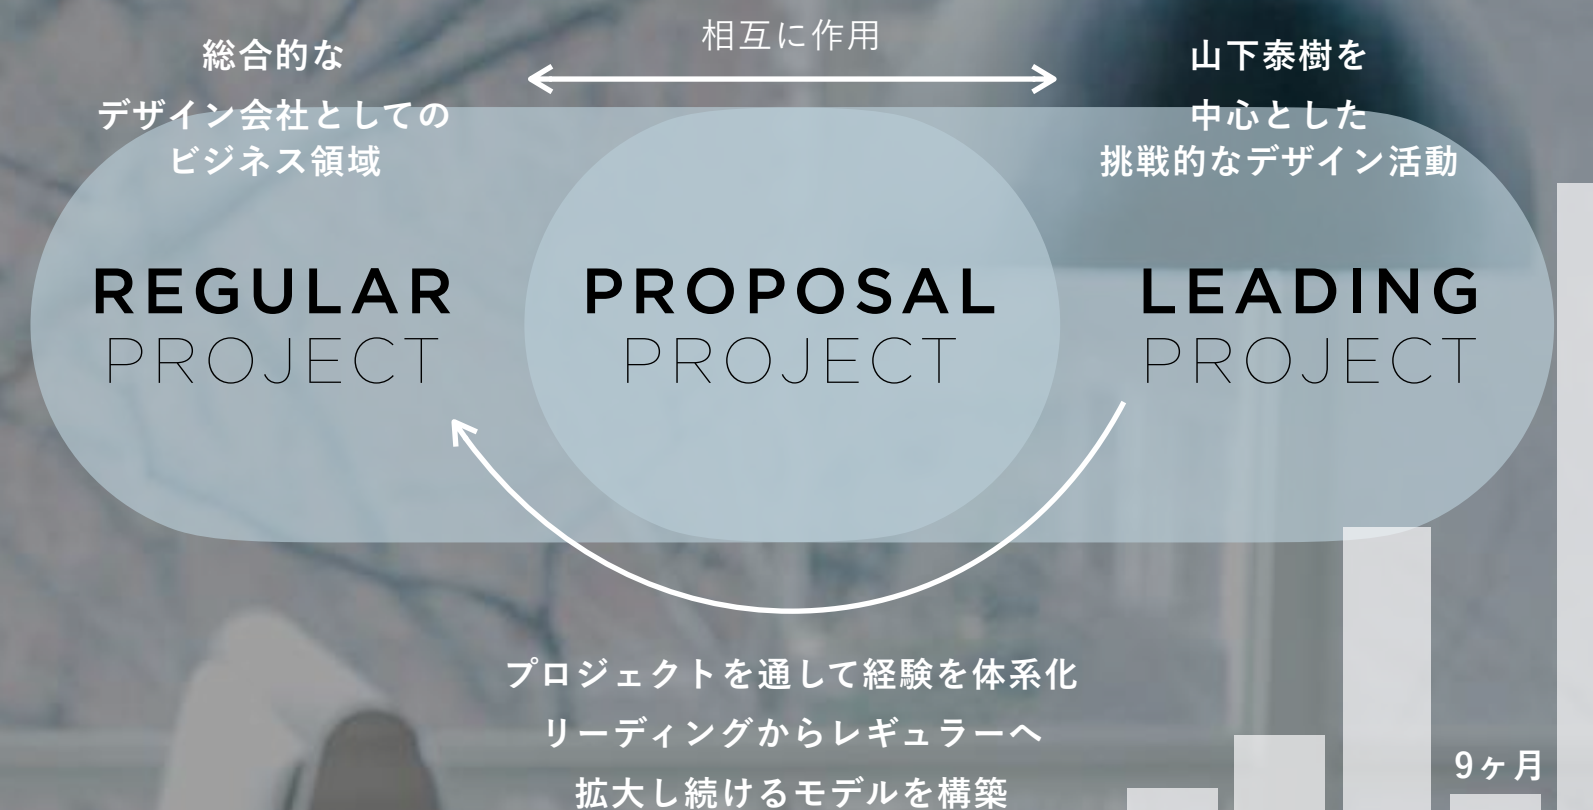 相互に作用
総合的な
デザイン会社としての
ビジネス領域
山下泰樹を
中心とした
挑戦的なデザイン活動
REGULAR
PROJECT
PROPOSAL
PROJECT
LEADING
PROJECT
プロジェクトを通して経験を体系化
リーディングからレギュラーへ
拡大し続けるモデルを構築
9ヶ月